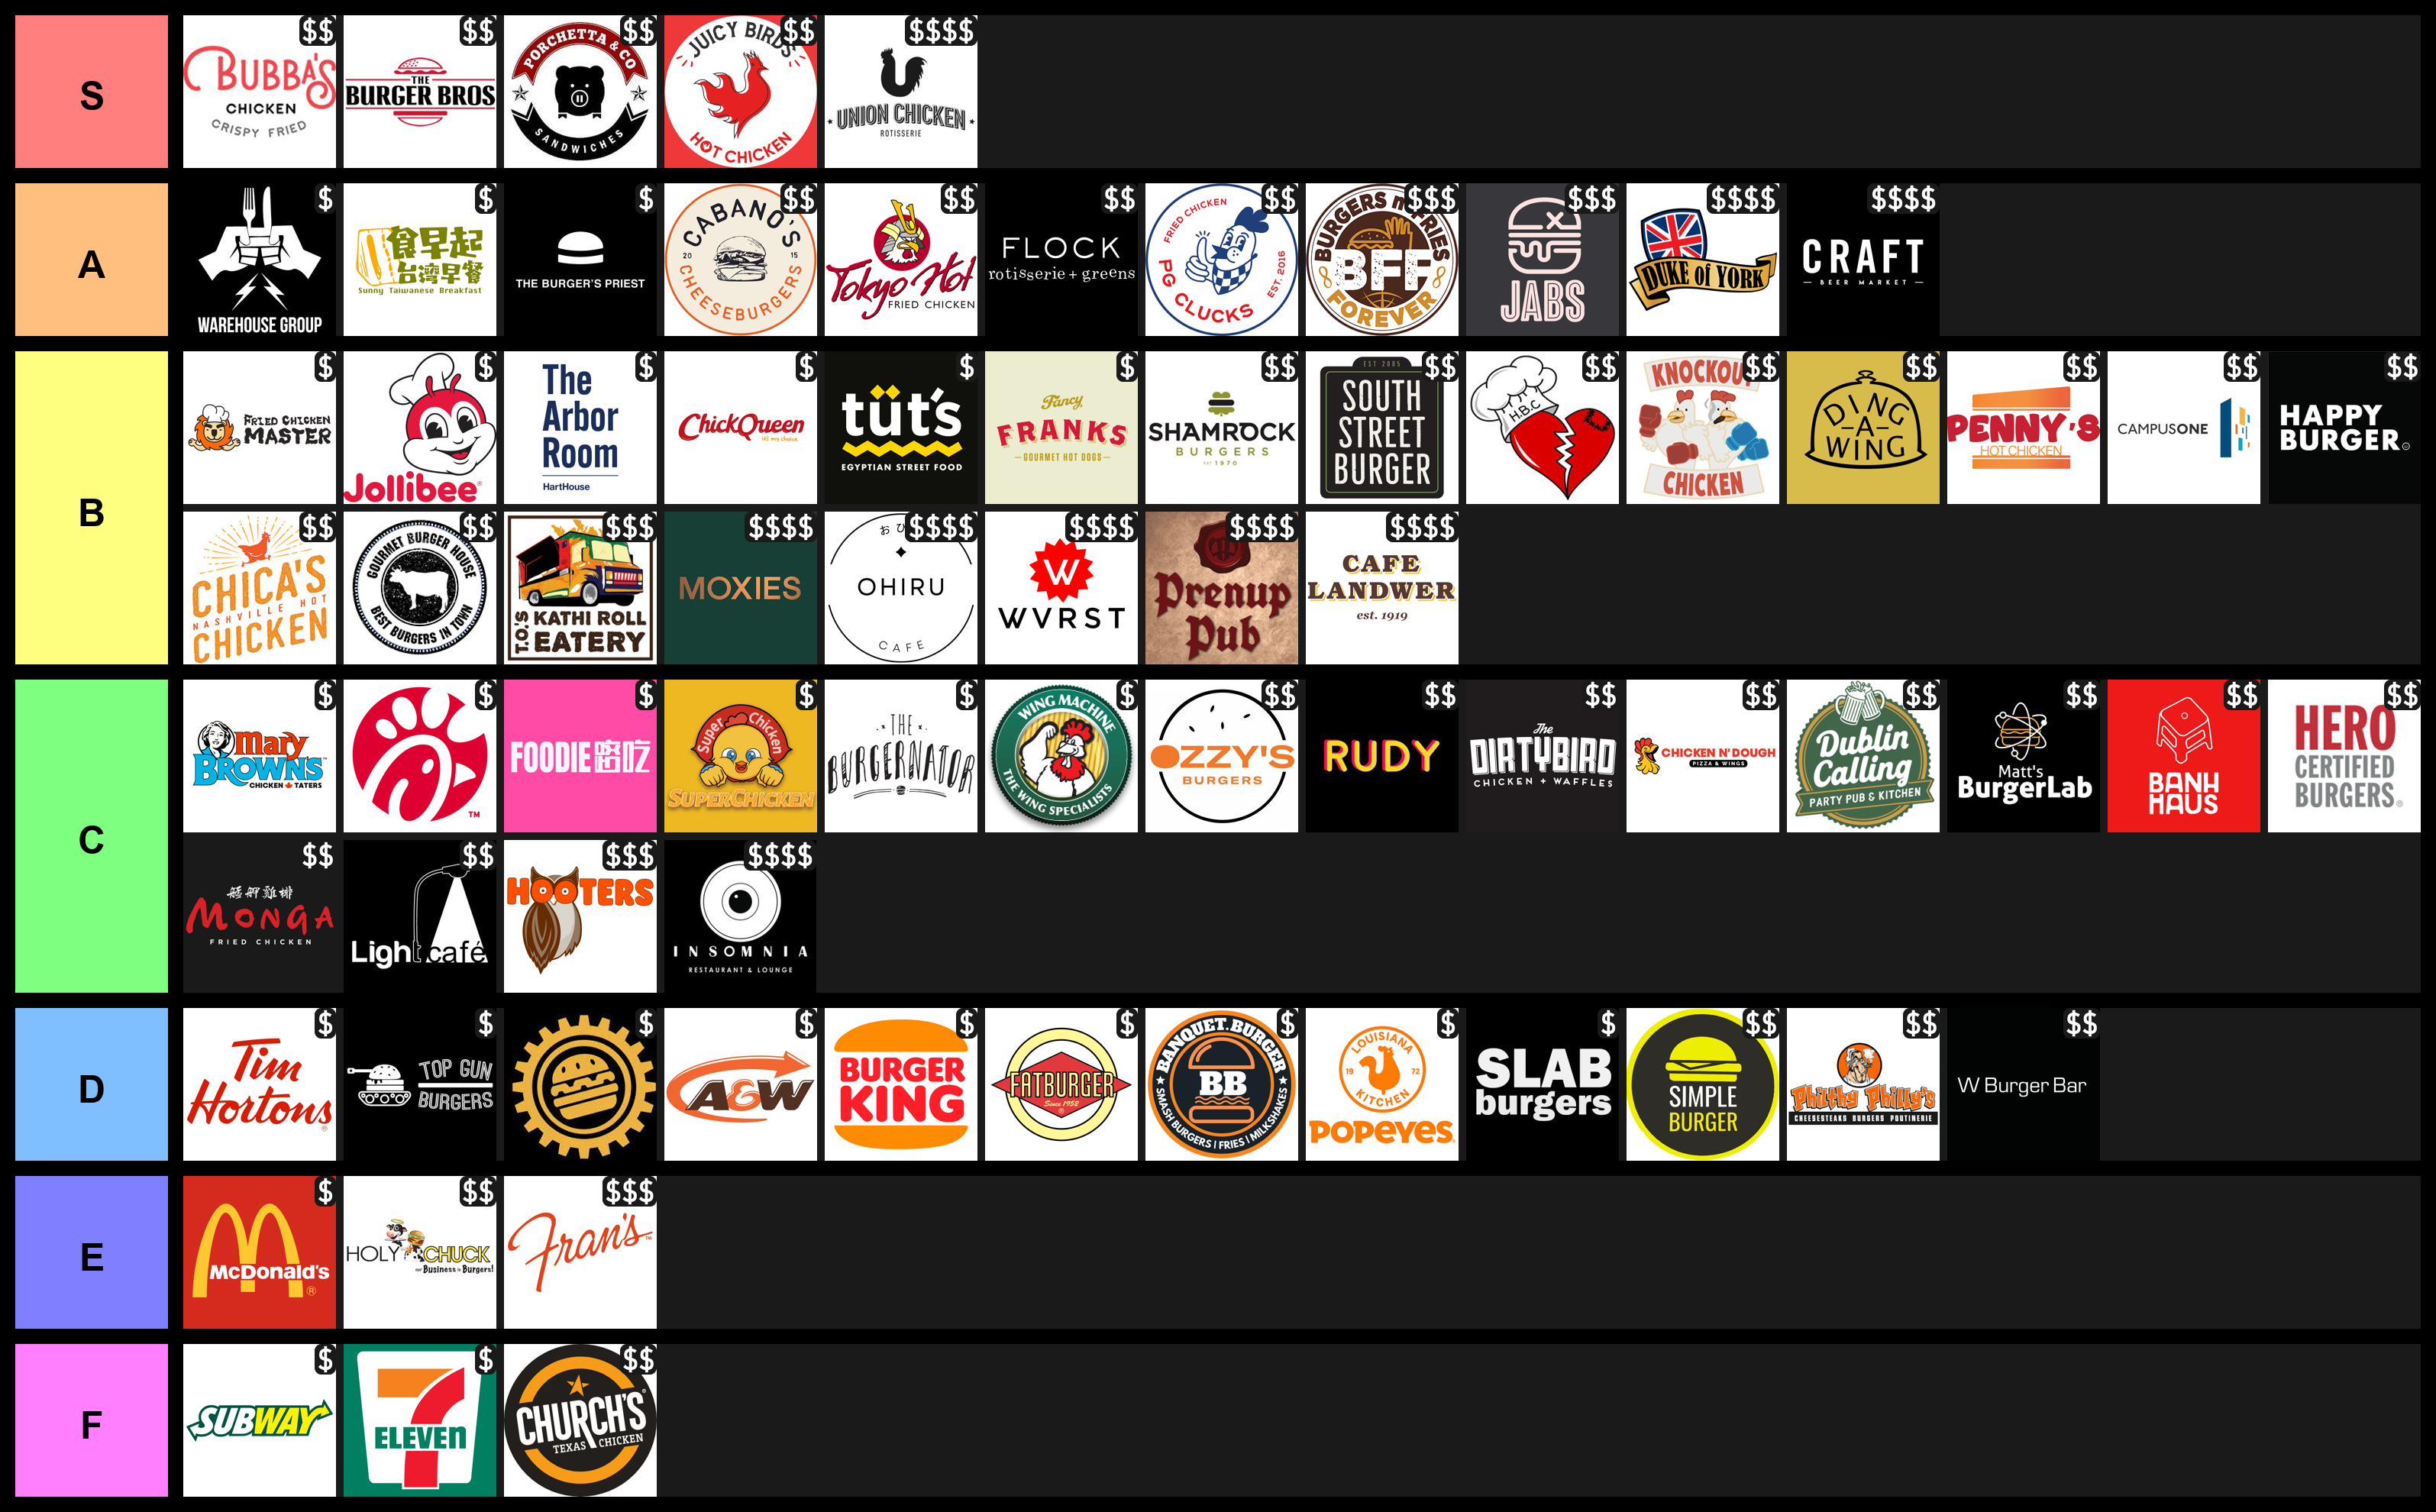 S
$$
BUBBA'S
CHICKEN
CRISPY FRIED
$$
THE
BURGER BROS
$$
PORCHETTA & CO
SANDWICHES
$$
JUICY BIRDS
HOT CHICKEN
$$$$
UNION CHICKEN
ROTISSERIE
A
$
WAREHOUSE GROUP
$
食早起
台湾早餐
Sunny Taiwanese Breakfast
$
THE BURGER'S PRIEST
$$
CABANO'S
20 15
CHEESEBURGERS
$$
Tokyo Hot
FRIED CHICKEN
$$
FLOCK
rotisserie + greens
$$
FRIED CHICKEN
PG CLUCKS
EST. 2016
$$$
BURGERS n' FRIES
BFF
FOREVER
$$$
JABS
$$$$
DUKE of YORK
$$$$
CRAFT
BEER MARKET
B
$
FRIED CHICKEN
MASTER
$
Jollibee
$
The
Arbor
Room
HartHouse
$
ChickQueen
it's my choice
$
tüt's
EGYPTIAN STREET FOOD
$
Fancy
FRANKS
GOURMET HOT DOGS
$$
SHAMROCK
BURGERS
EST 1970
$$
EST 2005
SOUTH
STREET
BURGER
$$
H.B.C
$$
KNOCKOUT
CHICKEN
$$
DING
-A-
WING
$$
PENNY'S
HOT CHICKEN
$$
CAMPUSONE
$$
HAPPY
BURGER
$$
CHICA'S
NASHVILLE HOT
CHICKEN
$$
GOURMET BURGER HOUSE
BEST BURGERS IN TOWN
$$$
T.O.'S
KATHI ROLL
EATERY
$$$$
MOXIES
$$$$
おひ
OHIRU
CAFE
$$$$
W
WVRST
$$$$
Prenup
Pub
$$$$
CAFE
LANDWER
est. 1919
C
$
mary
BROWN'S
CHICKEN TATERS
$
TM
$
FOODIE
$
Super Chicken
SUPERCHICKEN
$
THE
BURGERNATOR
$
WING MACHINE
THE WING SPECIALISTS
$$
OZZY'S
BURGERS
$$
RUDY
$$
The
DIRTYBIRD
CHICKEN + WAFFLES
$$
CHICKEN N' DOUGH
PIZZA & WINGS
$$
Dublin
Calling
PARTY PUB & KITCHEN
$$
Matt's
BurgerLab
$$
BANH
HAUS
$$
HERO
CERTIFIED
BURGERS
$$
艋舺雞排
MONGA
FRIED CHICKEN
$$
Light café
$$$
HOOTERS
$$$$
INSOMNIA
RESTAURANT & LOUNGE
D
$
Tim
Hortons
$
TOP GUN
BURGERS
$
$
A&W
$
BURGER
KING
$
FATBURGER
Since 1952
$
BANQUET BURGER
BB
SMASH BURGERS | FRIES | MILKSHAKES
$
LOUISIANA
19 72
KITCHEN
POPEYES
$
SLAB
burgers
$$
SIMPLE
BURGER
$$
Philthy Philly's
CHEESESTEAKS BURGERS POUTINERIE
$$
W Burger Bar
E
$
McDonald's
$$
HOLY CHUCK
our Business is Burgers!
$$$
Fran's
F
$
SUBWAY
$
7
ELEVEn
$$
CHURCH'S
TEXAS CHICKEN